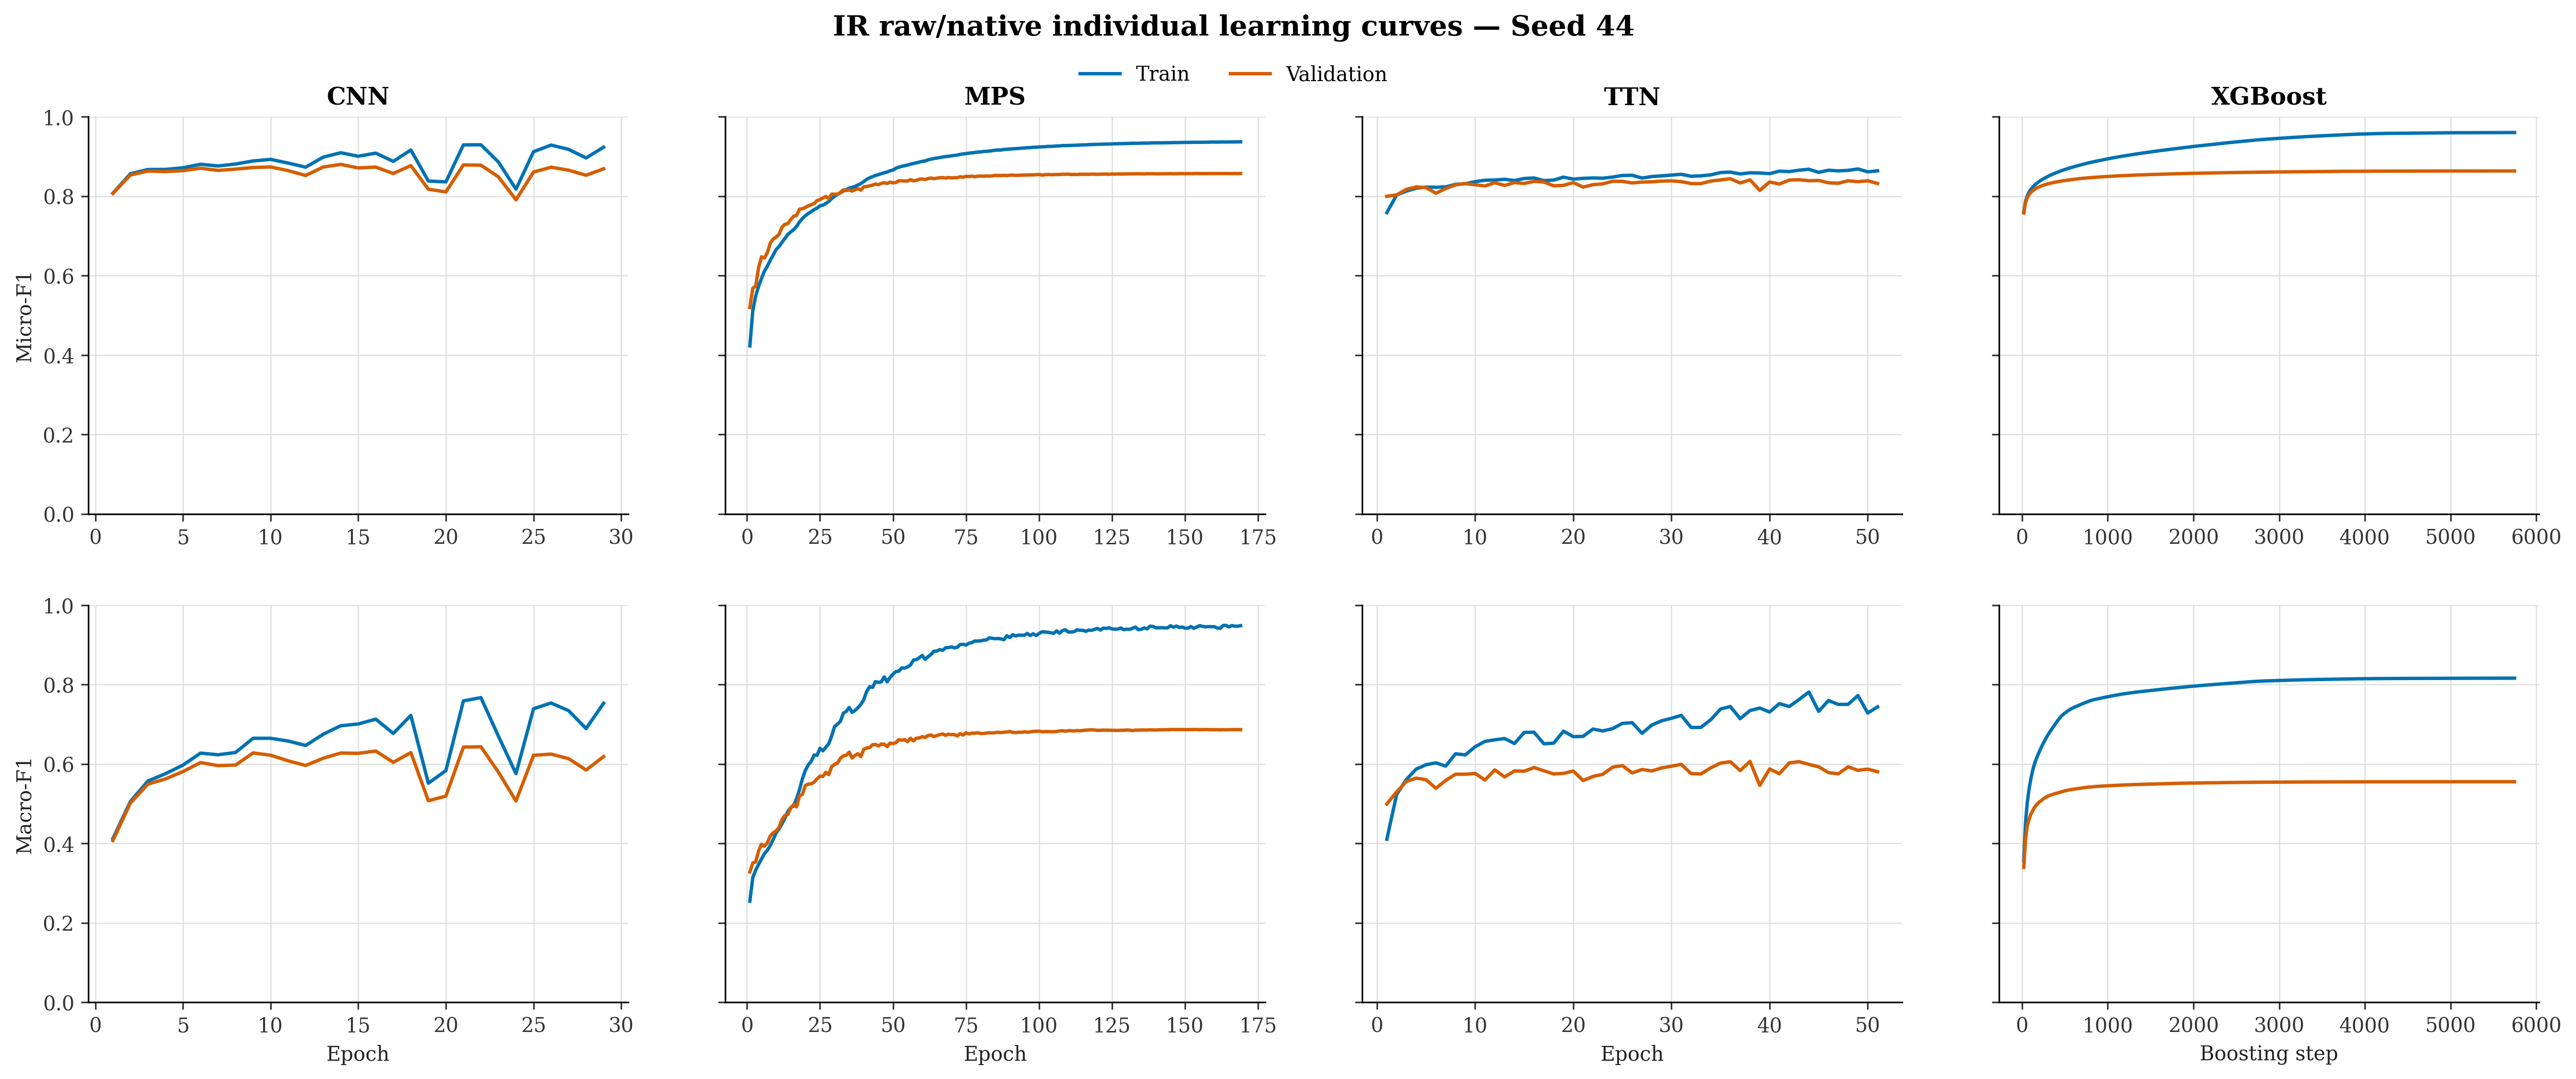 IR raw/native individual learning curves — Seed 44
Train Validation
CNN MPS TTN XGBoost
Micro-F1
1.0
0.8
0.6
0.4
0.2
0.0
0 5 10 15 20 25 30
0 25 50 75 100 125 150 175
0 10 20 30 40 50
0 1000 2000 3000 4000 5000 6000
Macro-F1
1.0
0.8
0.6
0.4
0.2
0.0
0 5 10 15 20 25 30
0 25 50 75 100 125 150 175
0 10 20 30 40 50
0 1000 2000 3000 4000 5000 6000
Epoch Epoch Epoch Boosting step